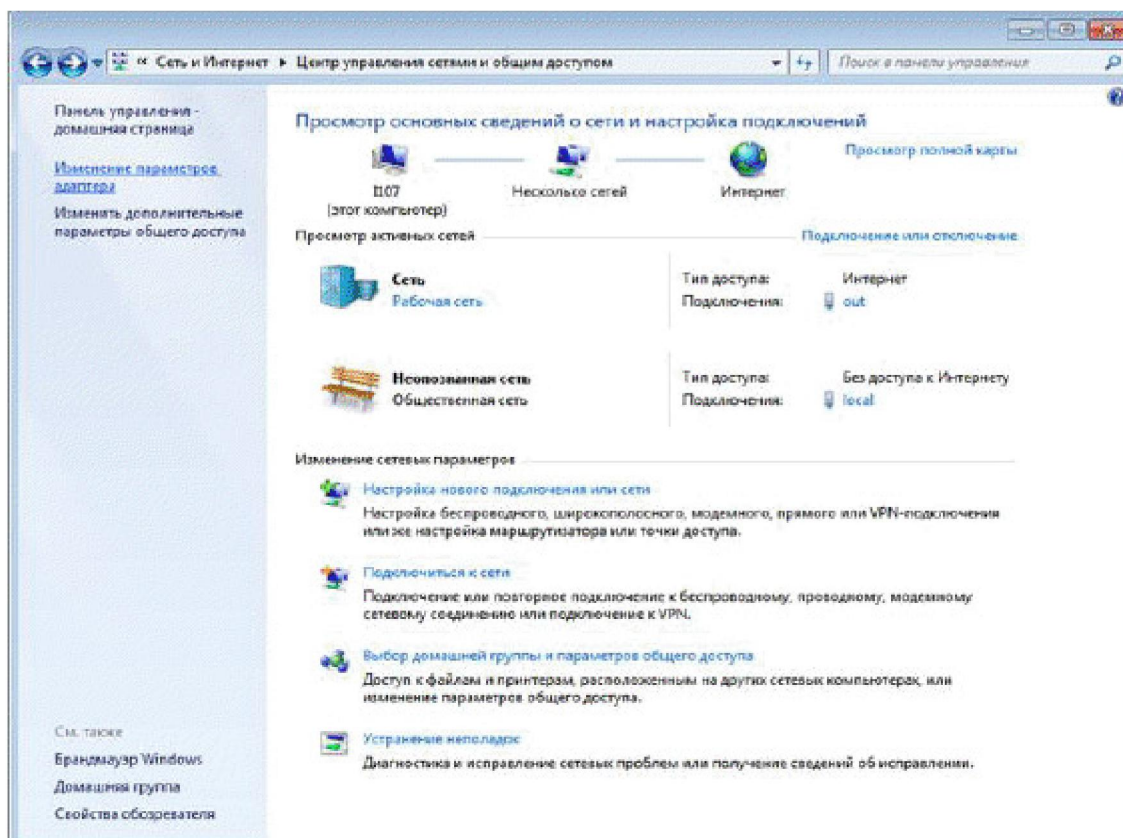 « Сеть и Интернет ▸ Центр управления сетями и общим доступом
Поиск в панели управления
Панель управления -
домашняя страница
Изменение параметров
адаптера
Изменить дополнительные
параметры общего доступа
Просмотр основных сведений о сети и настройка подключений
Просмотр полной карты
I107
(этот компьютер)
Несколько сетей
Интернет
Просмотр активных сетей
Подключение или отключение
Сеть
Рабочая сеть
Тип доступа: Интернет
Подключения: out
Неопознанная сеть
Общественная сеть
Тип доступа: Без доступа к Интернету
Подключения: local
Изменение сетевых параметров
Настройка нового подключения или сети
Настройка беспроводного, широкополосного, модемного, прямого или VPN-подключения
или же настройка маршрутизатора или точки доступа.
Подключиться к сети
Подключение или повторное подключение к беспроводному, проводному, модемному
сетевому соединению или подключение к VPN.
Выбор домашней группы и параметров общего доступа
Доступ к файлам и принтерам, расположенным на других сетевых компьютерах, или
изменение параметров общего доступа.
Устранение неполадок
Диагностика и исправление сетевых проблем или получение сведений об исправлении.
См. также
Брандмауэр Windows
Домашняя группа
Свойства обозревателя